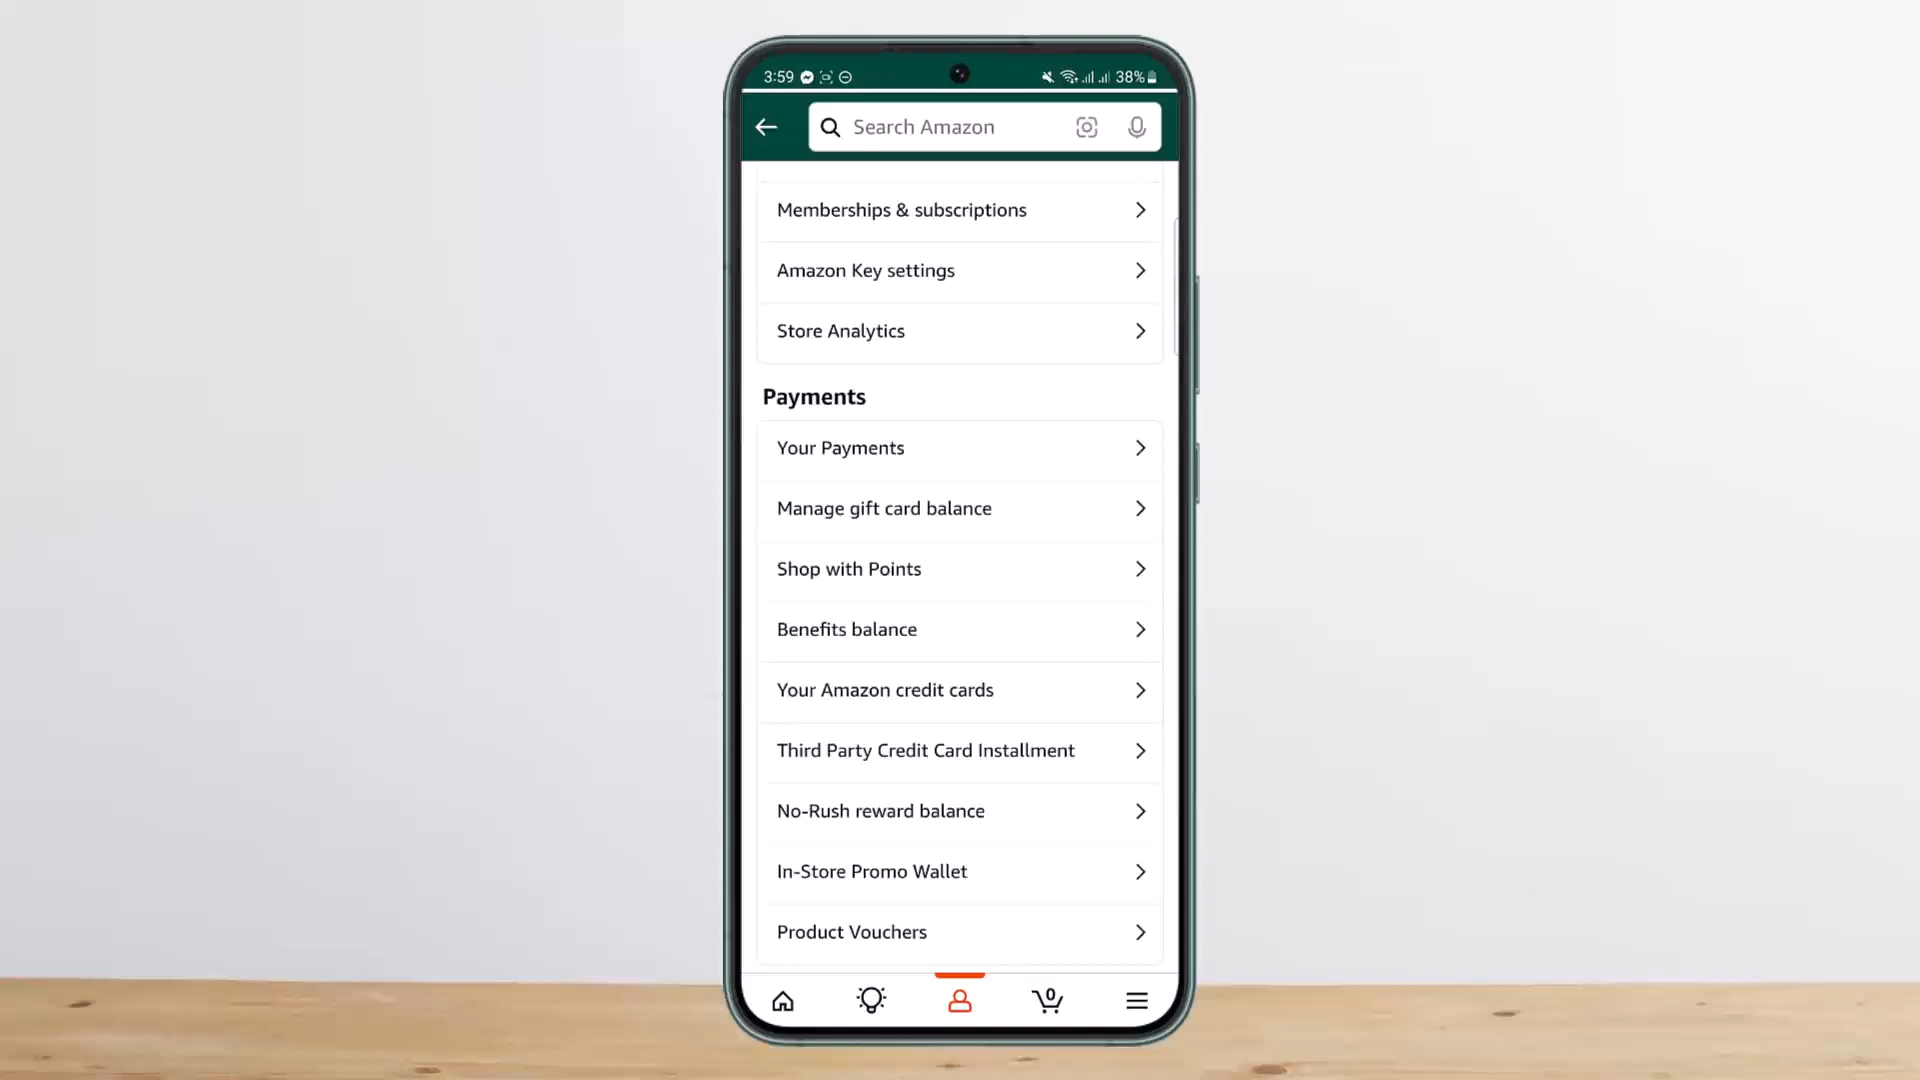 3:59 38%
Search Amazon
Memberships & subscriptions
Amazon Key settings
Store Analytics
Payments
Your Payments
Manage gift card balance
Shop with Points
Benefits balance
Your Amazon credit cards
Third Party Credit Card Installment
No-Rush reward balance
In-Store Promo Wallet
Product Vouchers
0